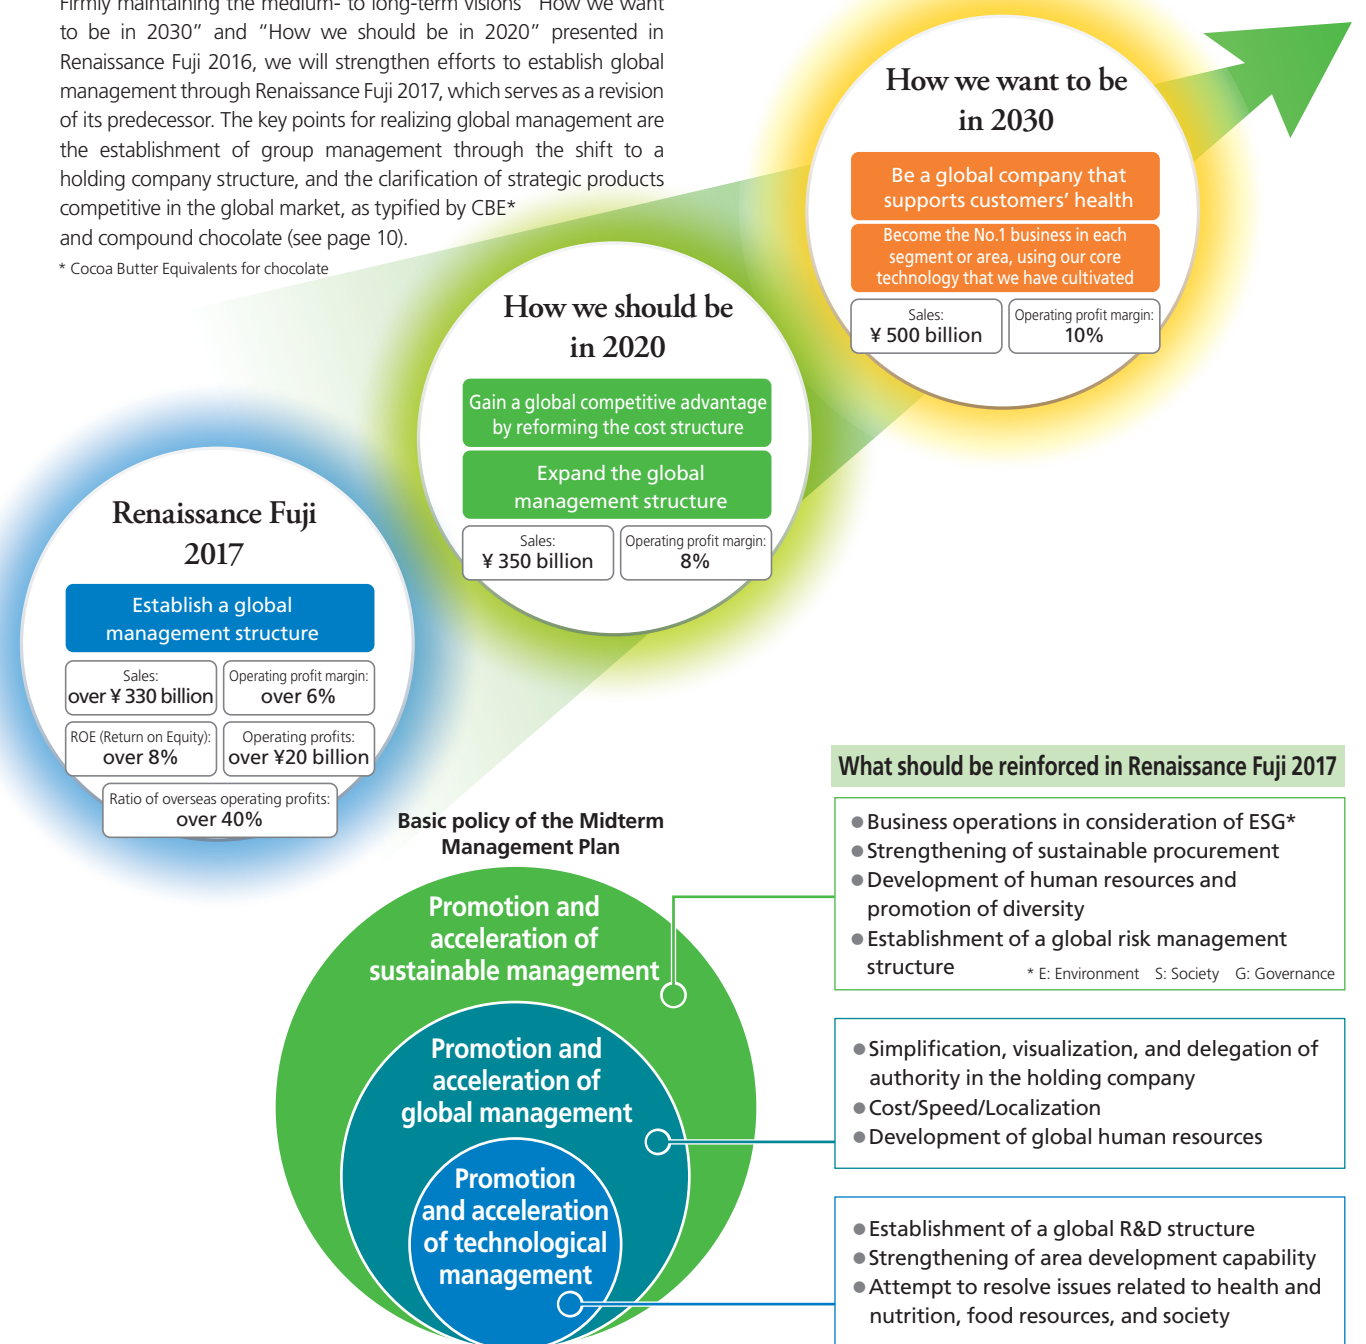 Firmly maintaining the medium- to long-term visions “How we want
to be in 2030” and “How we should be in 2020” presented in
Renaissance Fuji 2016, we will strengthen efforts to establish global
management through Renaissance Fuji 2017, which serves as a revision
of its predecessor. The key points for realizing global management are
the establishment of group management through the shift to a
holding company structure, and the clarification of strategic products
competitive in the global market, as typified by CBE*
and compound chocolate (see page 10).
* Cocoa Butter Equivalents for chocolate
How we want to be
in 2030
Be a global company that
supports customers’ health
Become the No.1 business in each
segment or area, using our core
technology that we have cultivated
Sales:
¥ 500 billion
Operating profit margin:
10%
How we should be
in 2020
Gain a global competitive advantage
by reforming the cost structure
Expand the global
management structure
Sales:
¥ 350 billion
Operating profit margin:
8%
Renaissance Fuji
2017
Establish a global
management structure
Sales:
over ¥ 330 billion
Operating profit margin:
over 6%
ROE (Return on Equity):
over 8%
Operating profits:
over ¥20 billion
Ratio of overseas operating profits:
over 40%
Basic policy of the Midterm
Management Plan
Promotion and
acceleration of
sustainable management
Promotion and
acceleration of
global management
Promotion
and acceleration
of technological
management
What should be reinforced in Renaissance Fuji 2017
●Business operations in consideration of ESG*
●Strengthening of sustainable procurement
●Development of human resources and
promotion of diversity
●Establishment of a global risk management
structure
* E: Environment S: Society G: Governance
●Simplification, visualization, and delegation of
authority in the holding company
●Cost/Speed/Localization
●Development of global human resources
●Establishment of a global R&D structure
●Strengthening of area development capability
●Attempt to resolve issues related to health and
nutrition, food resources, and society